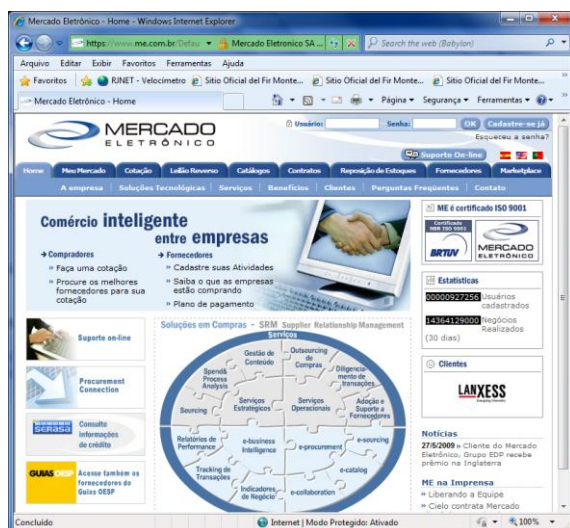 Mercado Eletrônico - Home - Windows Internet Explorer
https://www.me.com.br/Defau
Mercado Eletronico SA ...
Search the web (Babylon)
Arquivo Editar Exibir Favoritos Ferramentas Ajuda
Favoritos
RJNET - Velocímetro
Sitio Oficial del Fir Monte...
Sitio Oficial del Fir Monte...
Sitio Oficial del Fir Monte...
Mercado Eletrônico - Home
Página
Segurança
Ferramentas
MERCADO
ELETRÔNICO
Usuário:
Senha:
OK
Cadastre-se já
Esqueceu a senha?
Suporte On-line
Home Meu Mercado Cotação Leilão Reverso Catálogos Contratos Reposição de Estoques Fornecedores Marketplace
A empresa | Soluções Tecnológicas | Serviços | Benefícios | Clientes | Perguntas Freqüentes | Contato
Comércio inteligente
entre empresas
Compradores
» Faça uma cotação
» Procure os melhores
fornecedores para sua
cotação
Fornecedores
» Cadastre suas Atividades
» Saiba o que as empresas
estão comprando
» Plano de pagamento
ME é certificado ISO 9001
Certificado
NBR ISO 9001
BRTUV
MERCADO
ELETRÔNICO
Estatísticas
00000927256 Usuários
cadastrados
14364129000 Negócios
Realizados
(30 dias)
Clientes
LANXESS
Notícias
27/5/2009 » Cliente do Mercado
Eletrônico, Grupo EDP recebe
prêmio na Inglaterra
ME na Imprensa
» Liberando a Equipe
» Cielo contrata Mercado
Suporte on-line
Procurement
Connection
SERASA
Consulte
informações
de crédito
GUIAS OESP
Acesse também os
fornecedores do
Guias OESP
Soluções em Compras - SRM Supplier Relationship Management
Serviços
Gestão de
Conteúdo
Outsourcing
de
Compras
Spend
Process
Analysis
Diligencia-
mento de
transações
Sourcing
Serviços
Estratégicos
Serviços
Operacionais
Adoção e
Suporte a
Fornecedores
Relatórios de
Performance
e-business
Intelligence
e-procurement
e-sourcing
Tracking de
Transações
e-catalog
Indicadores
de Negócio
e-collaboration
Concluído
Internet | Modo Protegido: Ativado
100%